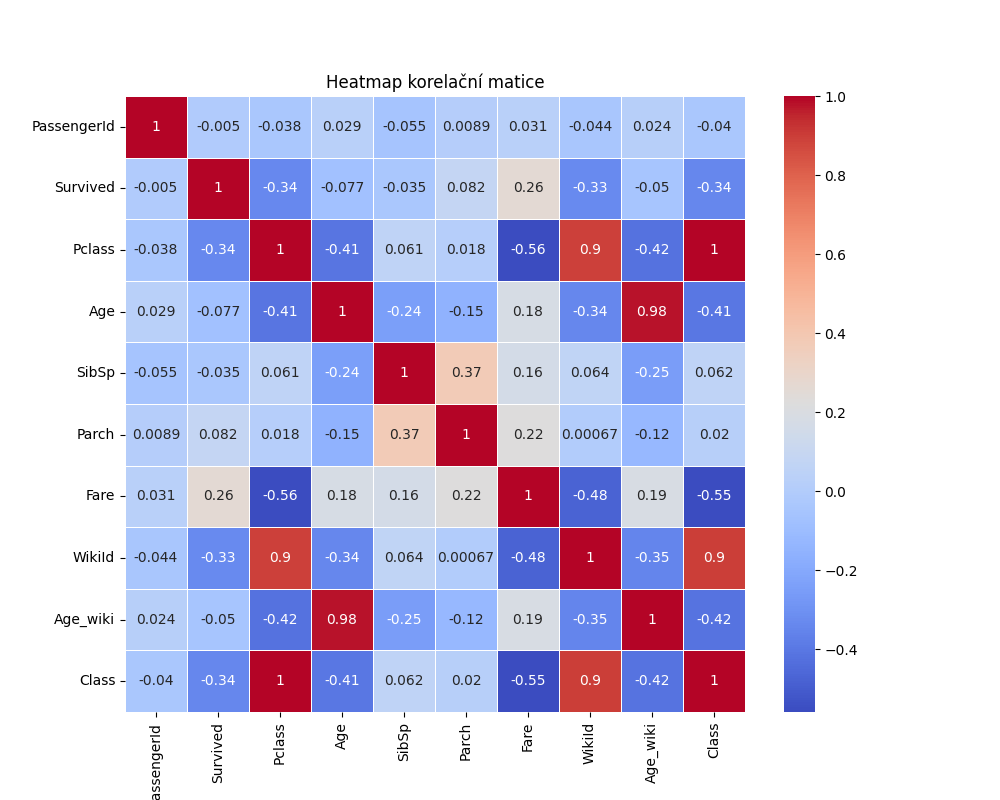 Heatmap korelační matice
PassengerId 1 -0.005 -0.038 0.029 -0.055 0.0089 0.031 -0.044 0.024 -0.04
Survived -0.005 1 -0.34 -0.077 -0.035 0.082 0.26 -0.33 -0.05 -0.34
Pclass -0.038 -0.34 1 -0.41 0.061 0.018 -0.56 0.9 -0.42 1
Age 0.029 -0.077 -0.41 1 -0.24 -0.15 0.18 -0.34 0.98 -0.41
SibSp -0.055 -0.035 0.061 -0.24 1 0.37 0.16 0.064 -0.25 0.062
Parch 0.0089 0.082 0.018 -0.15 0.37 1 0.22 0.00067 -0.12 0.02
Fare 0.031 0.26 -0.56 0.18 0.16 0.22 1 -0.48 0.19 -0.55
WikiId -0.044 -0.33 0.9 -0.34 0.064 0.00067 -0.48 1 -0.35 0.9
Age_wiki 0.024 -0.05 -0.42 0.98 -0.25 -0.12 0.19 -0.35 1 -0.42
Class -0.04 -0.34 1 -0.41 0.062 0.02 -0.55 0.9 -0.42 1
assengerId Survived Pclass Age SibSp Parch Fare WikiId Age_wiki Class
1.0
0.8
0.6
0.4
0.2
0.0
−0.2
−0.4